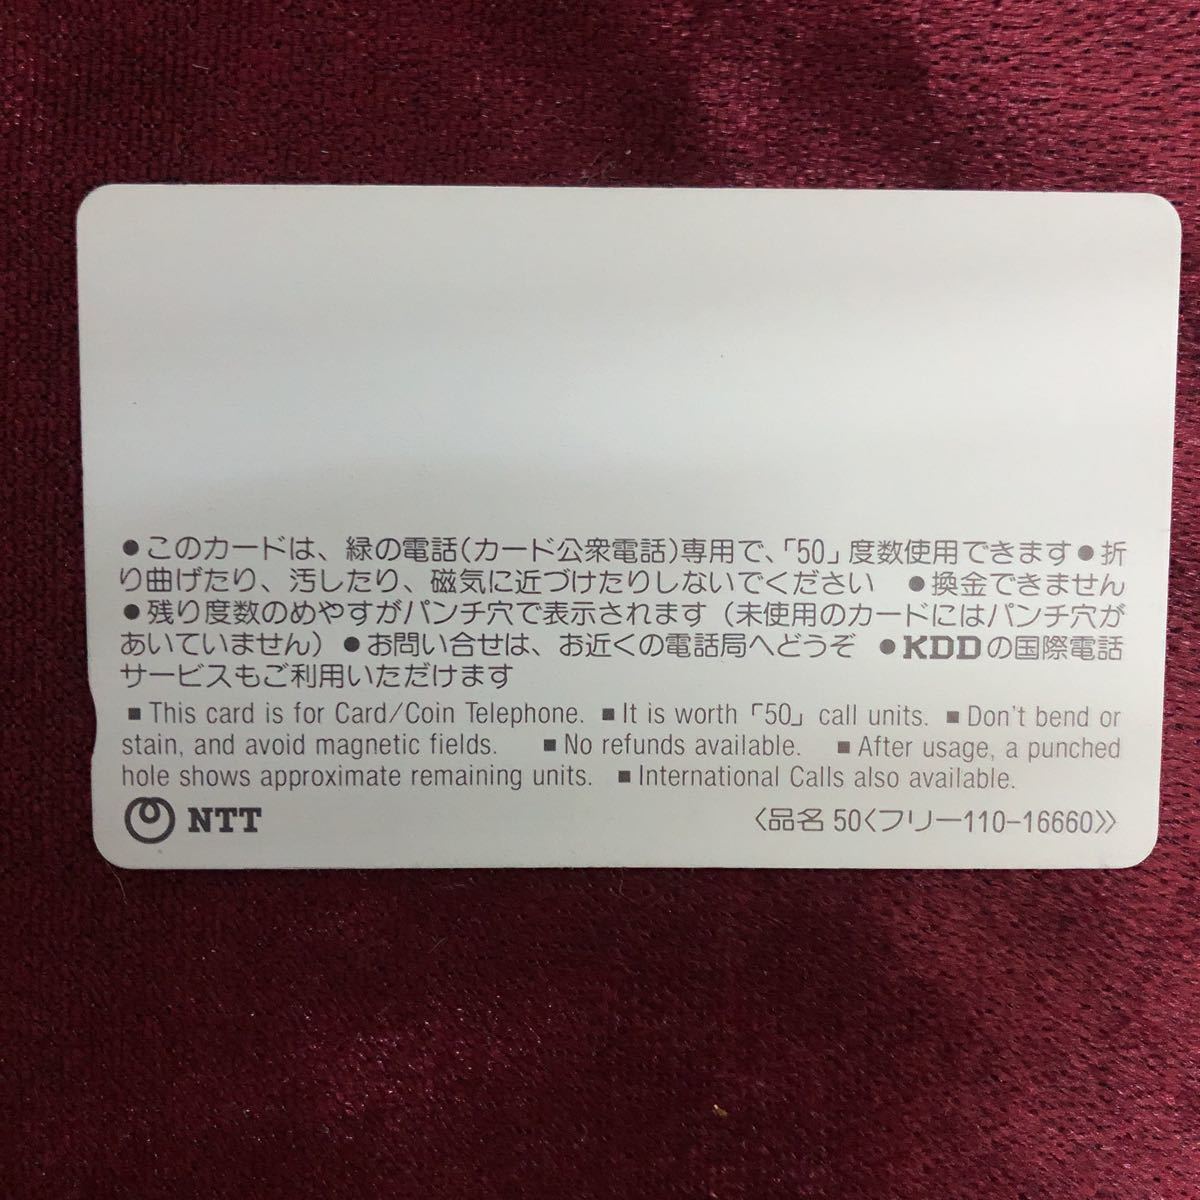 ●このカードは、緑の電話(カード公衆電話)専用で、「50」度数使用できます●折
り曲げたり、汚したり、磁気に近づけたりしないでください ●換金できません
●残り度数のめやすがパンチ穴で表示されます(未使用のカードにはパンチ穴が
あいていません)●お問い合せは、お近くの電話局へどうぞ ●KDDの国際電話
サービスもご利用いただけます
■This card is for Card/Coin Telephone. ■It is worth「50」call units. ■Don't bend or
stain, and avoid magnetic fields. ■No refunds available. ■After usage, a punched
hole shows approximate remaining units. ■International Calls also available.
NTT 〈品名 50〈フリー110-16660〉〉